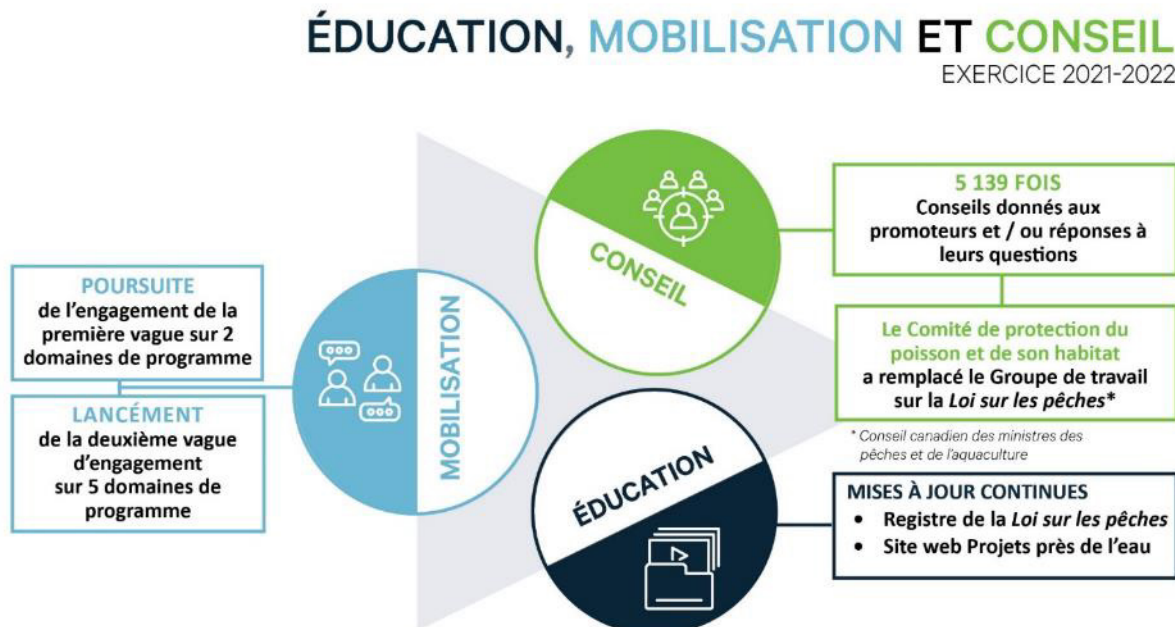 ÉDUCATION, MOBILISATION ET CONSEIL
EXERCICE 2021-2022
CONSEIL
5 139 FOIS
Conseils donnés aux
promoteurs et / ou réponses à
leurs questions
Le Comité de protection du
poisson et de son habitat
a remplacé le Groupe de travail
sur la Loi sur les pêches*
* Conseil canadien des ministres des
pêches et de l'aquaculture
MOBILISATION
POURSUITE
de l'engagement de la
première vague sur 2
domaines de programme
LANCÉMENT
de la deuxième vague
d'engagement
sur 5 domaines de
programme
ÉDUCATION
MISES À JOUR CONTINUES
• Registre de la Loi sur les pêches
• Site web Projets près de l'eau